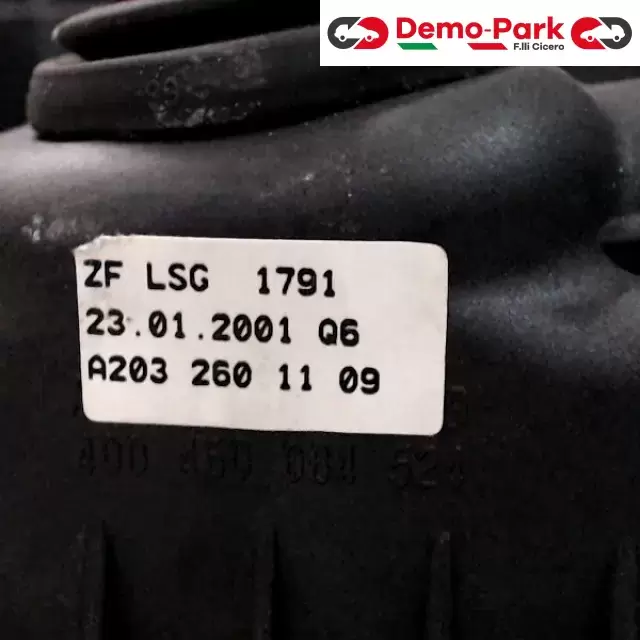 Demo-Park
F.lli Cicero
ZF LSG 1791
23.01.2001 Q6
A203 260 11 09